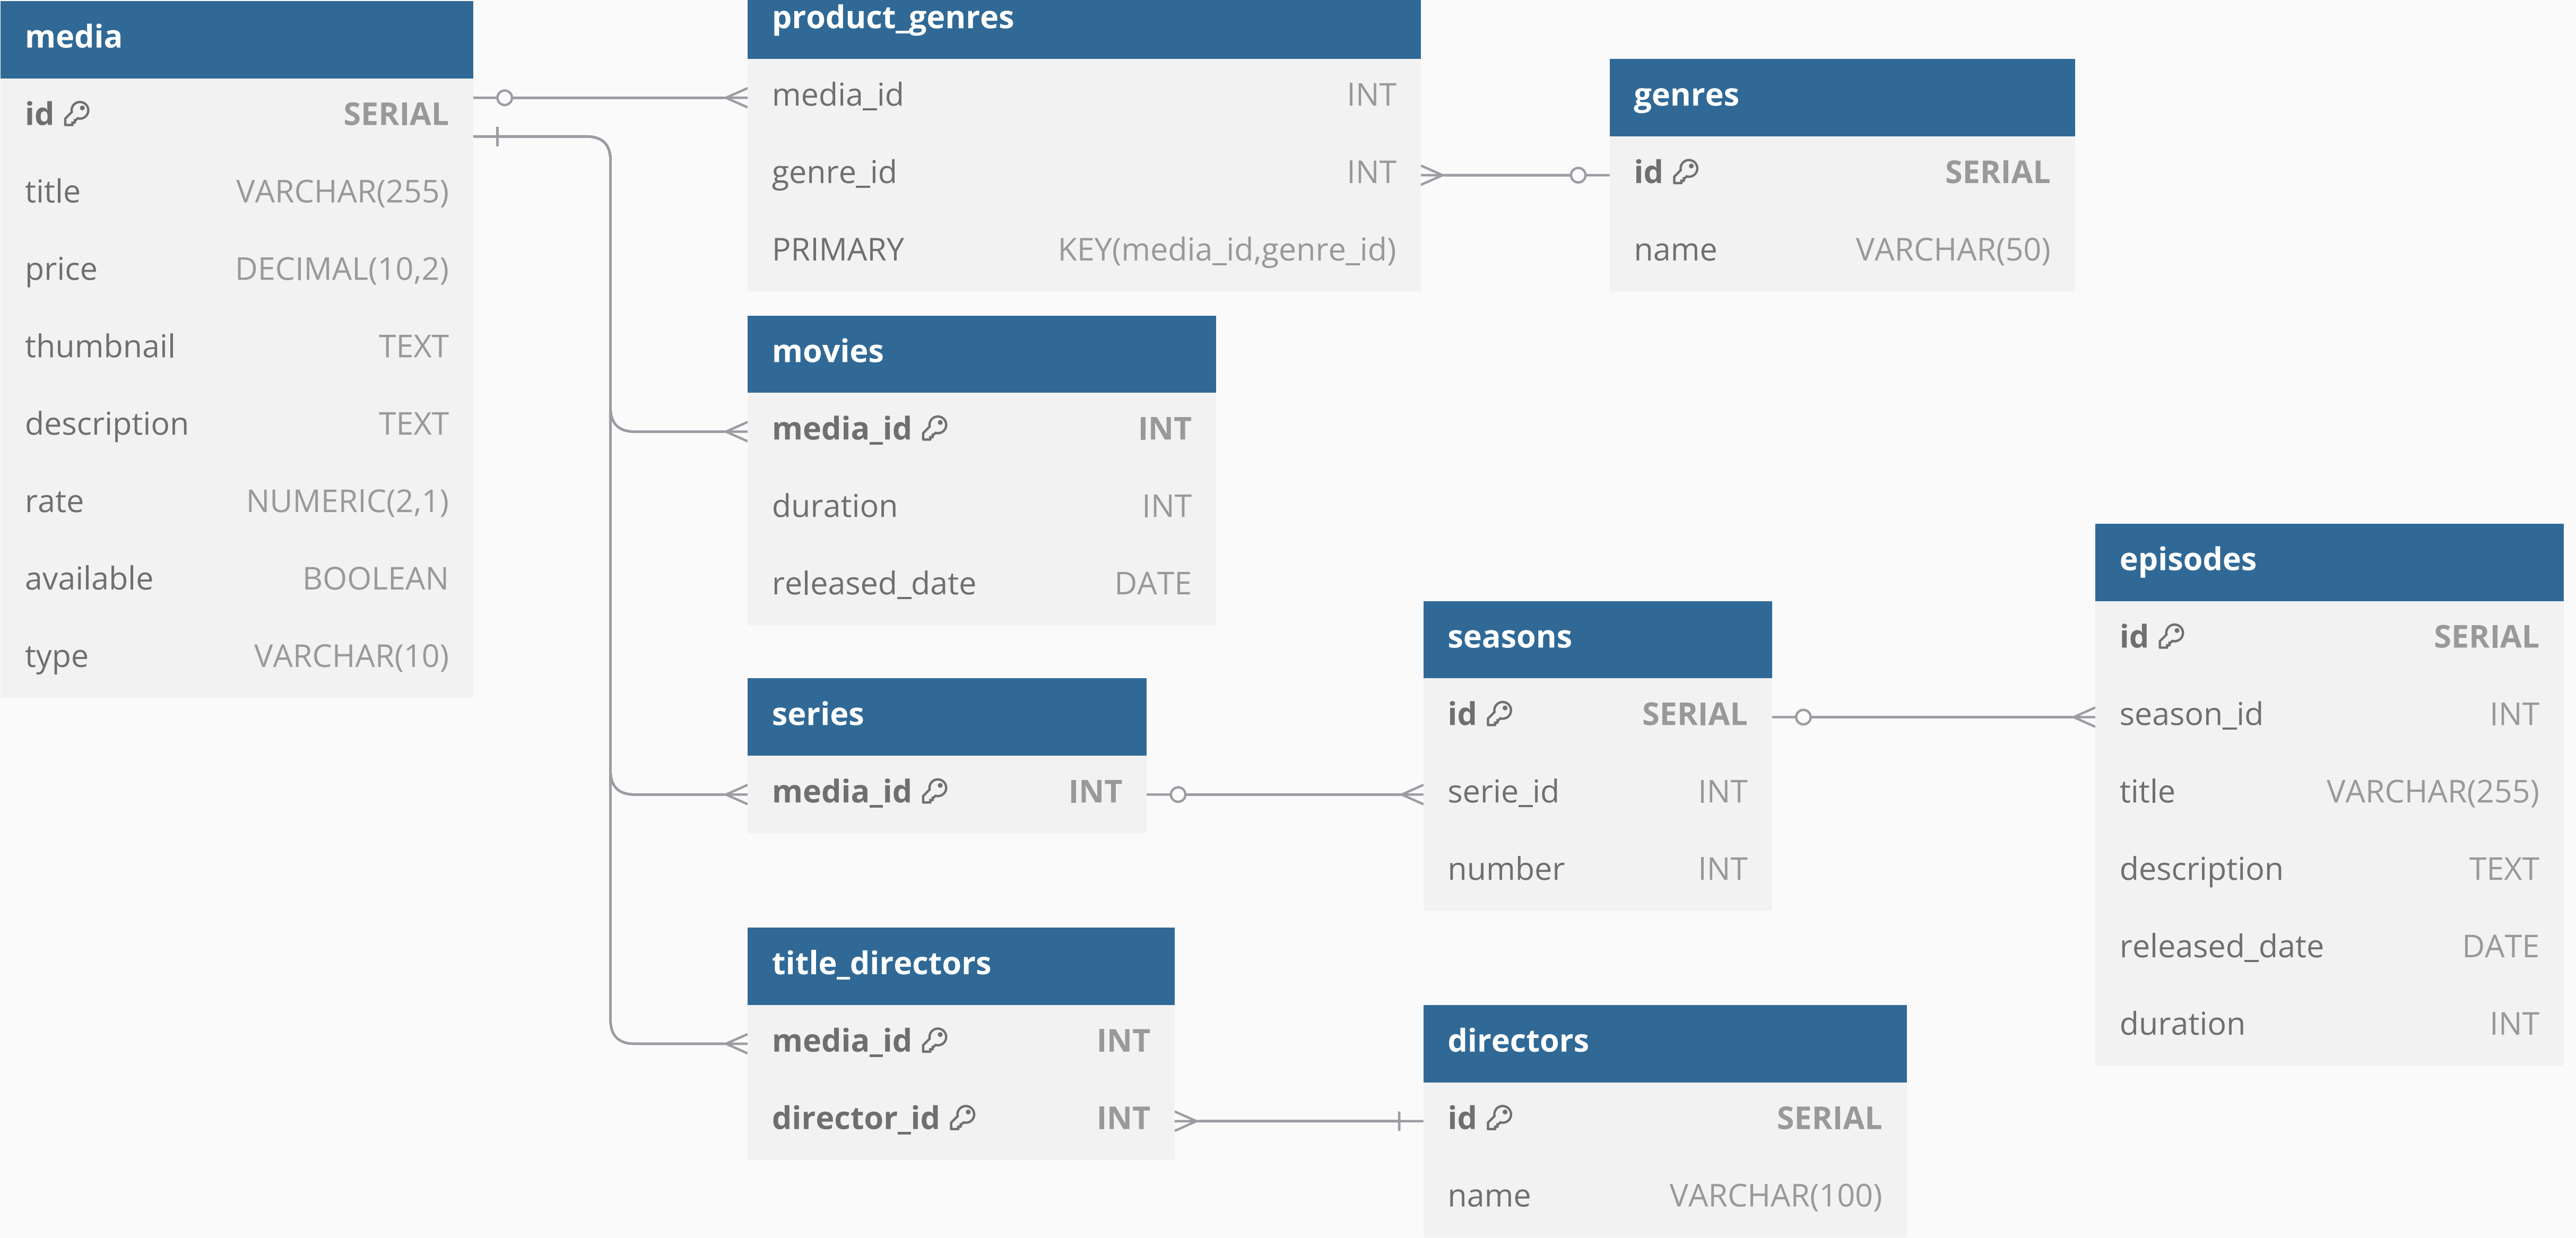 media
id SERIAL
title VARCHAR(255)
price DECIMAL(10,2)
thumbnail TEXT
description TEXT
rate NUMERIC(2,1)
available BOOLEAN
type VARCHAR(10)
product_genres
media_id INT
genre_id INT
PRIMARY KEY(media_id,genre_id)
genres
id SERIAL
name VARCHAR(50)
movies
media_id INT
duration INT
released_date DATE
series
media_id INT
seasons
id SERIAL
serie_id INT
number INT
episodes
id SERIAL
season_id INT
title VARCHAR(255)
description TEXT
released_date DATE
duration INT
title_directors
media_id INT
director_id INT
directors
id SERIAL
name VARCHAR(100)